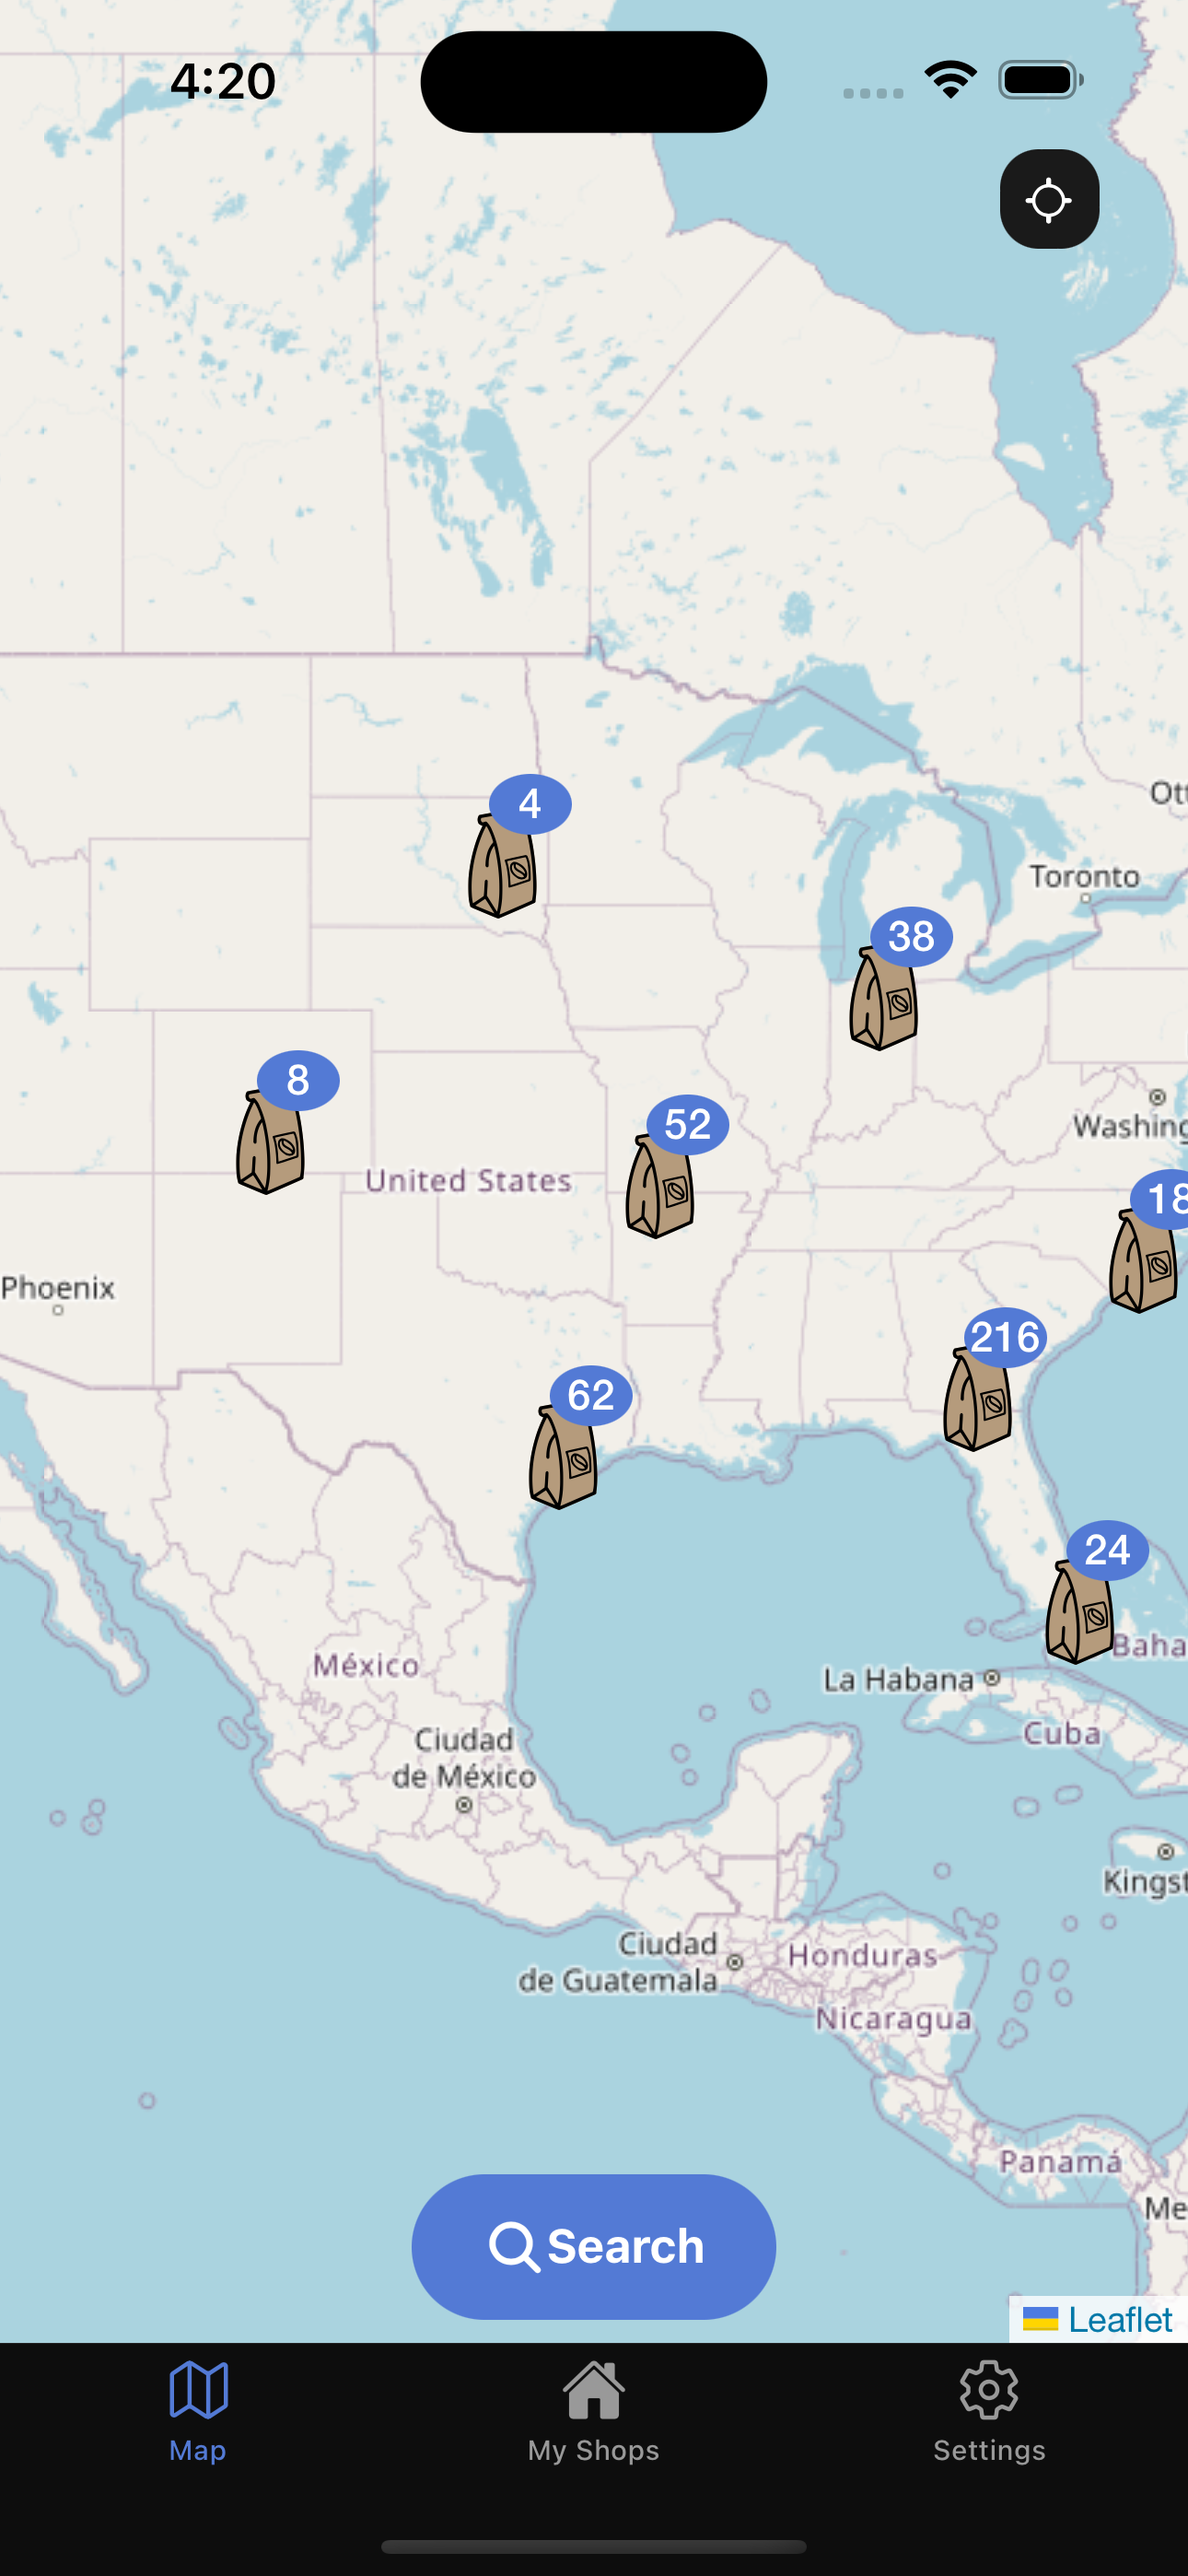 4:20
Ott
4
Toronto
38
8
Washing
52
United States
18
Phoenix
216
62
24
Baha
México
La Habana
Cuba
Ciudad
de México
Kingst
Ciudad
de Guatemala
Honduras
Nicaragua
Panamá
Me
Search
Leaflet
Map
My Shops
Settings